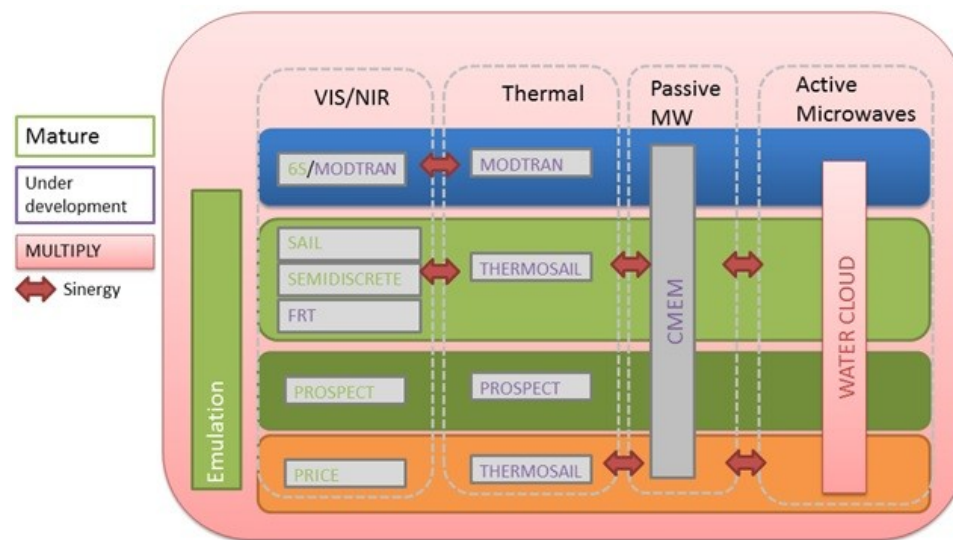 Mature
Under
development
MULTIPLY
Sinergy
Emulation
VIS/NIR
Thermal
Passive
MW
Active
Microwaves
6S/MODTRAN
MODTRAN
SAIL
SEMIDISCRETE
FRT
THERMOSAIL
PROSPECT
PROSPECT
PRICE
THERMOSAIL
CMEM
WATER CLOUD